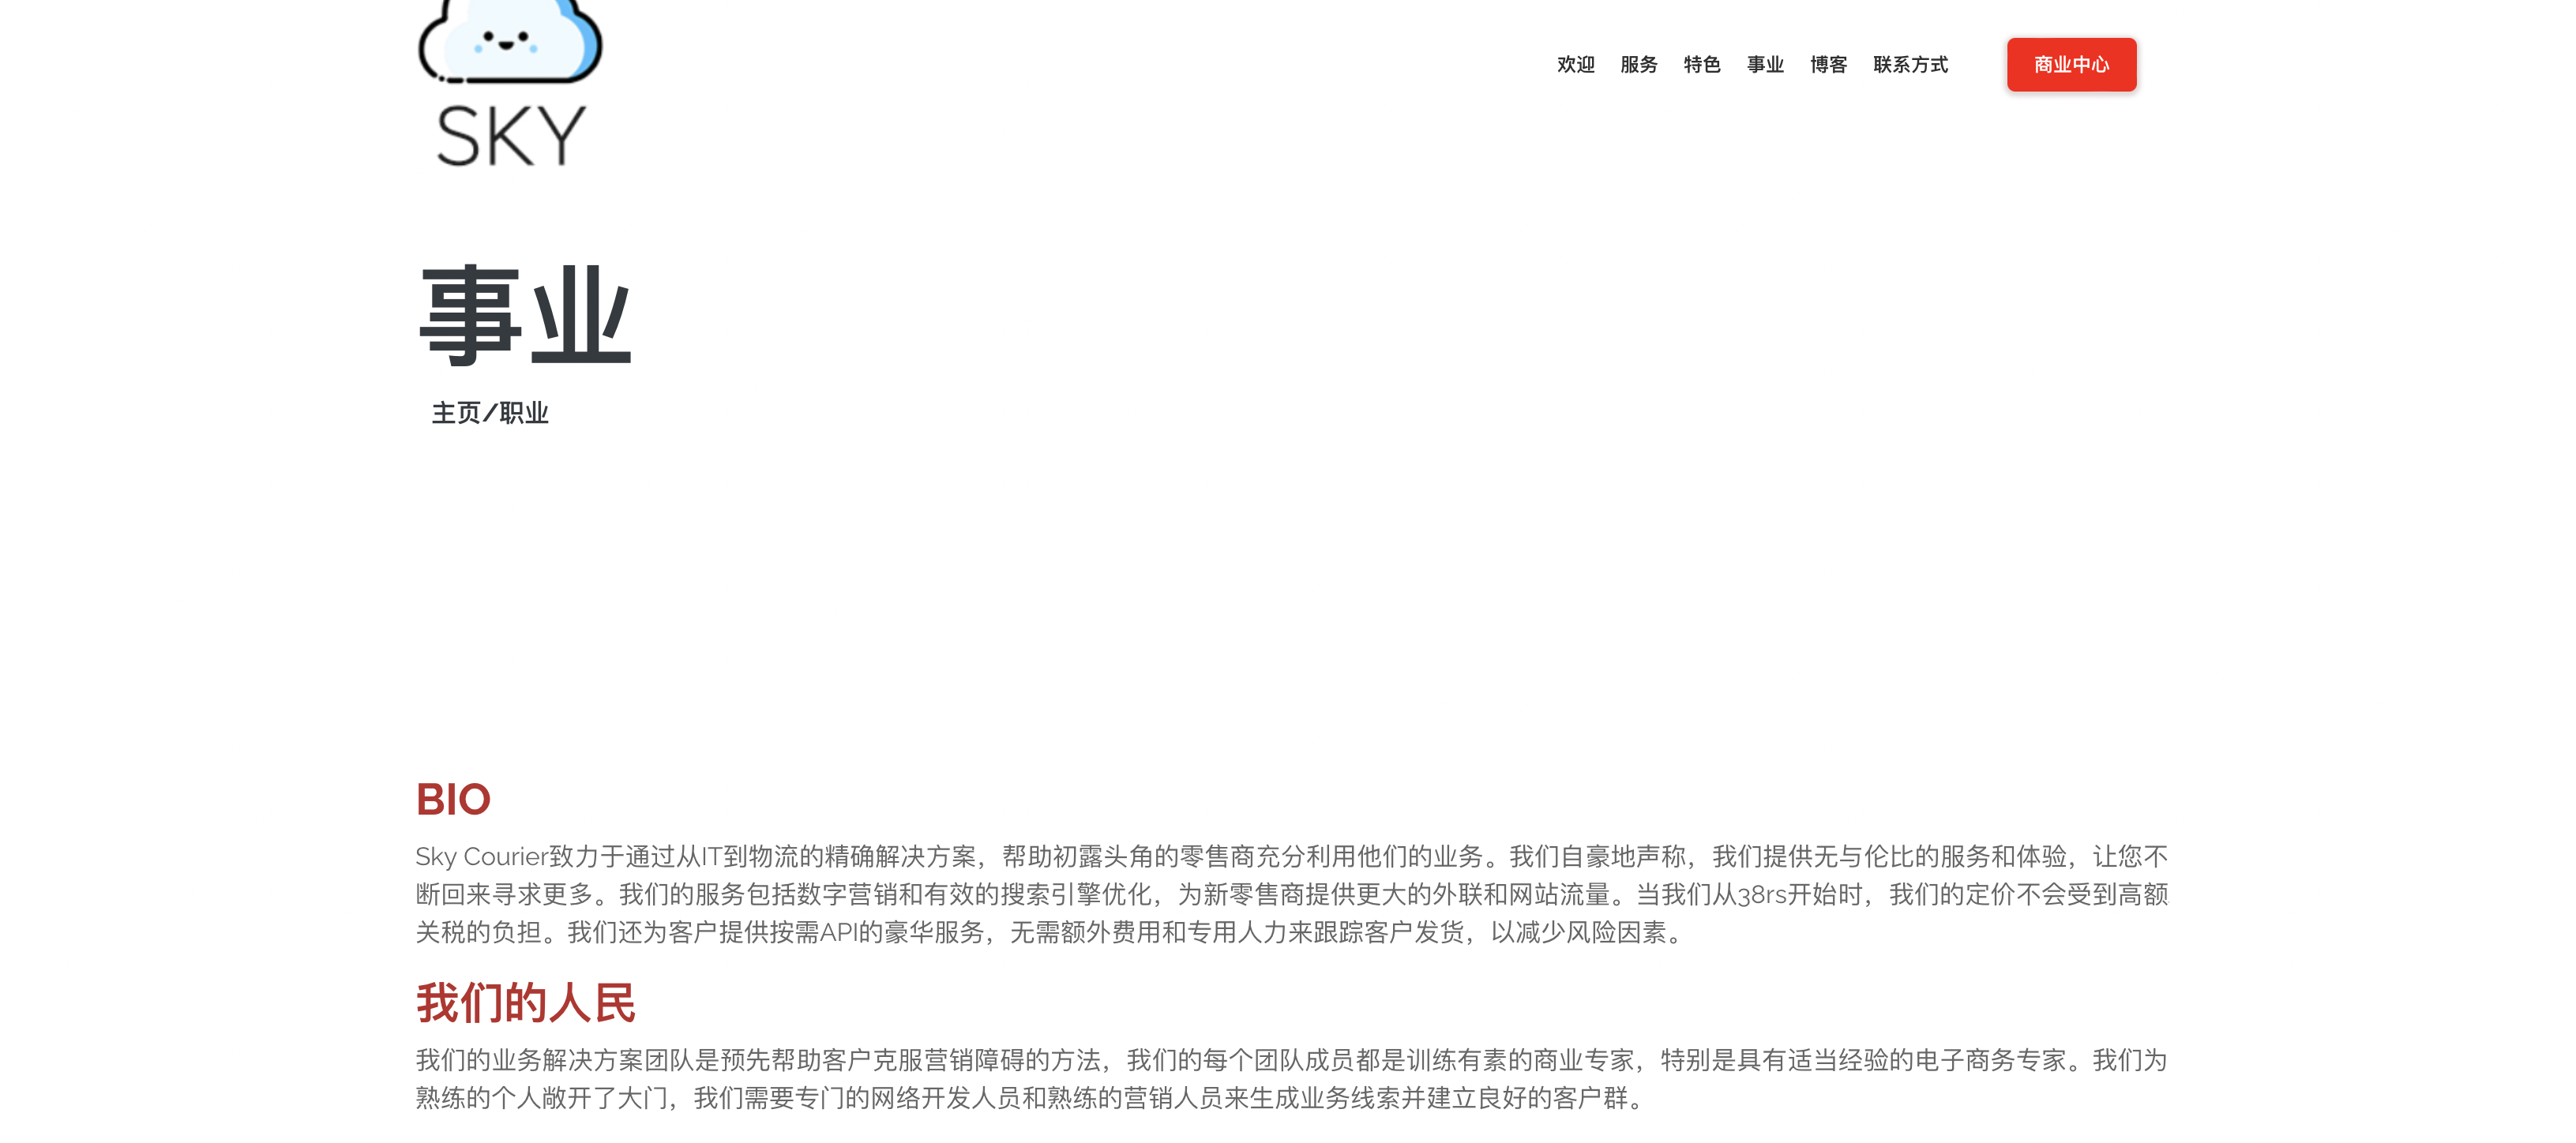 SKY
欢迎 服务 特色 事业 博客 联系方式 商业中心
事业
主页/职业
BIO
Sky Courier致力于通过从IT到物流的精确解决方案，帮助初露头角的零售商充分利用他们的业务。我们自豪地声称，我们提供无与伦比的服务和体验，让您不
断回来寻求更多。我们的服务包括数字营销和有效的搜索引擎优化，为新零售商提供更大的外联和网站流量。当我们从38rs开始时，我们的定价不会受到高额
关税的负担。我们还为客户提供按需API的豪华服务，无需额外费用和专用人力来跟踪客户发货，以减少风险因素。
我们的人民
我们的业务解决方案团队是预先帮助客户克服营销障碍的方法，我们的每个团队成员都是训练有素的商业专家，特别是具有适当经验的电子商务专家。我们为
熟练的个人敞开了大门，我们需要专门的网络开发人员和熟练的营销人员来生成业务线索并建立良好的客户群。